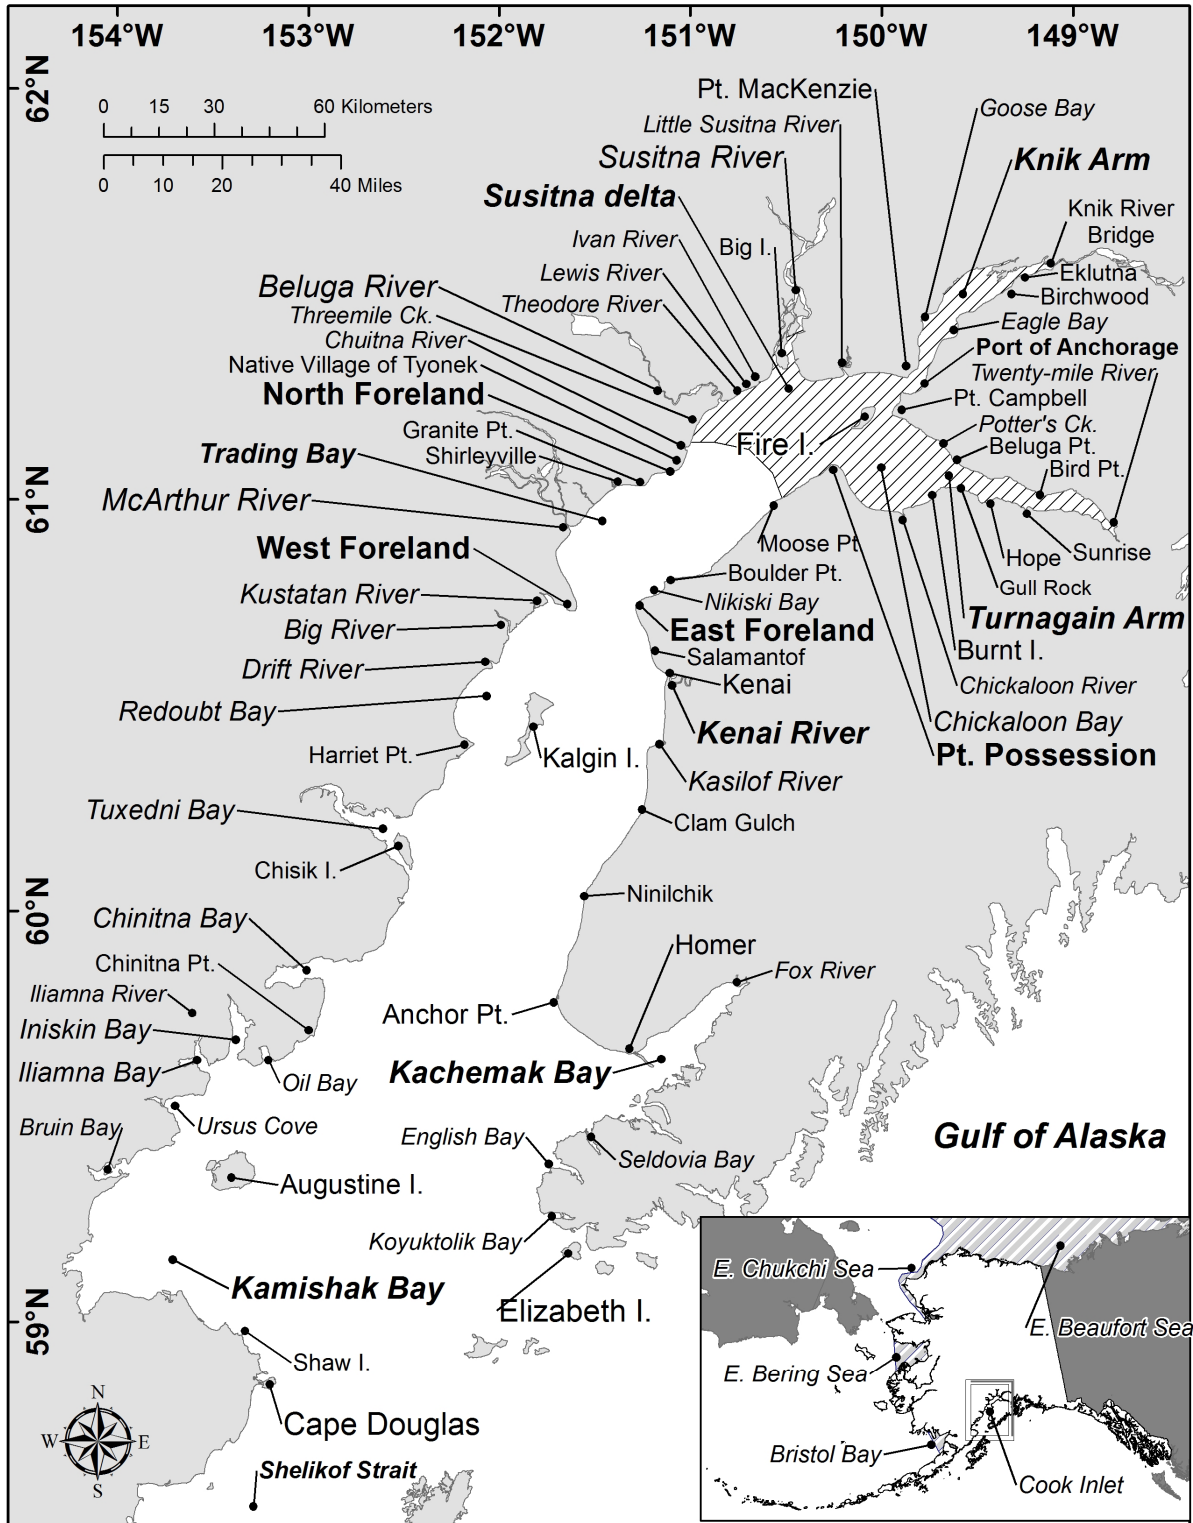 154°W 153°W 152°W 151°W 150°W 149°W
62°N
61°N
60°N
59°N
0 15 30 60 Kilometers
0 10 20 40 Miles
Pt. MacKenzie
Little Susitna River
Susitna River
Susitna delta
Goose Bay
Knik Arm
Knik River
Bridge
Ivan River
Big I.
Lewis River
Theodore River
Eklutna
Birchwood
Eagle Bay
Port of Anchorage
Twenty-mile River
Beluga River
Threemile Ck.
Chuitna River
Native Village of Tyonek
North Foreland
Pt. Campbell
Potter's Ck.
Beluga Pt.
Bird Pt.
Fire I.
Granite Pt.
Shirleyville
Trading Bay
McArthur River
West Foreland
Moose Pt
Hope
Sunrise
Gull Rock
Boulder Pt.
Nikiski Bay
Turnagain Arm
East Foreland
Burnt I.
Kustatan River
Big River
Salamantof
Drift River
Kenai
Chickaloon River
Redoubt Bay
Chickaloon Bay
Kenai River
Pt. Possession
Harriet Pt.
Kalgin I.
Kasilof River
Tuxedni Bay
Clam Gulch
Chisik I.
Ninilchik
Chinitna Bay
Homer
Chinitna Pt.
Fox River
Iliamna River
Anchor Pt.
Iniskin Bay
Iliamna Bay
Kachemak Bay
Oil Bay
Bruin Bay
Ursus Cove
English Bay
Gulf of Alaska
Seldovia Bay
Augustine I.
Koyuktolik Bay
Kamishak Bay
Elizabeth I.
Shaw I.
Cape Douglas
Shelikof Strait
N
W E
S
E. Chukchi Sea
E. Beaufort Sea
E. Bering Sea
Bristol Bay
Cook Inlet